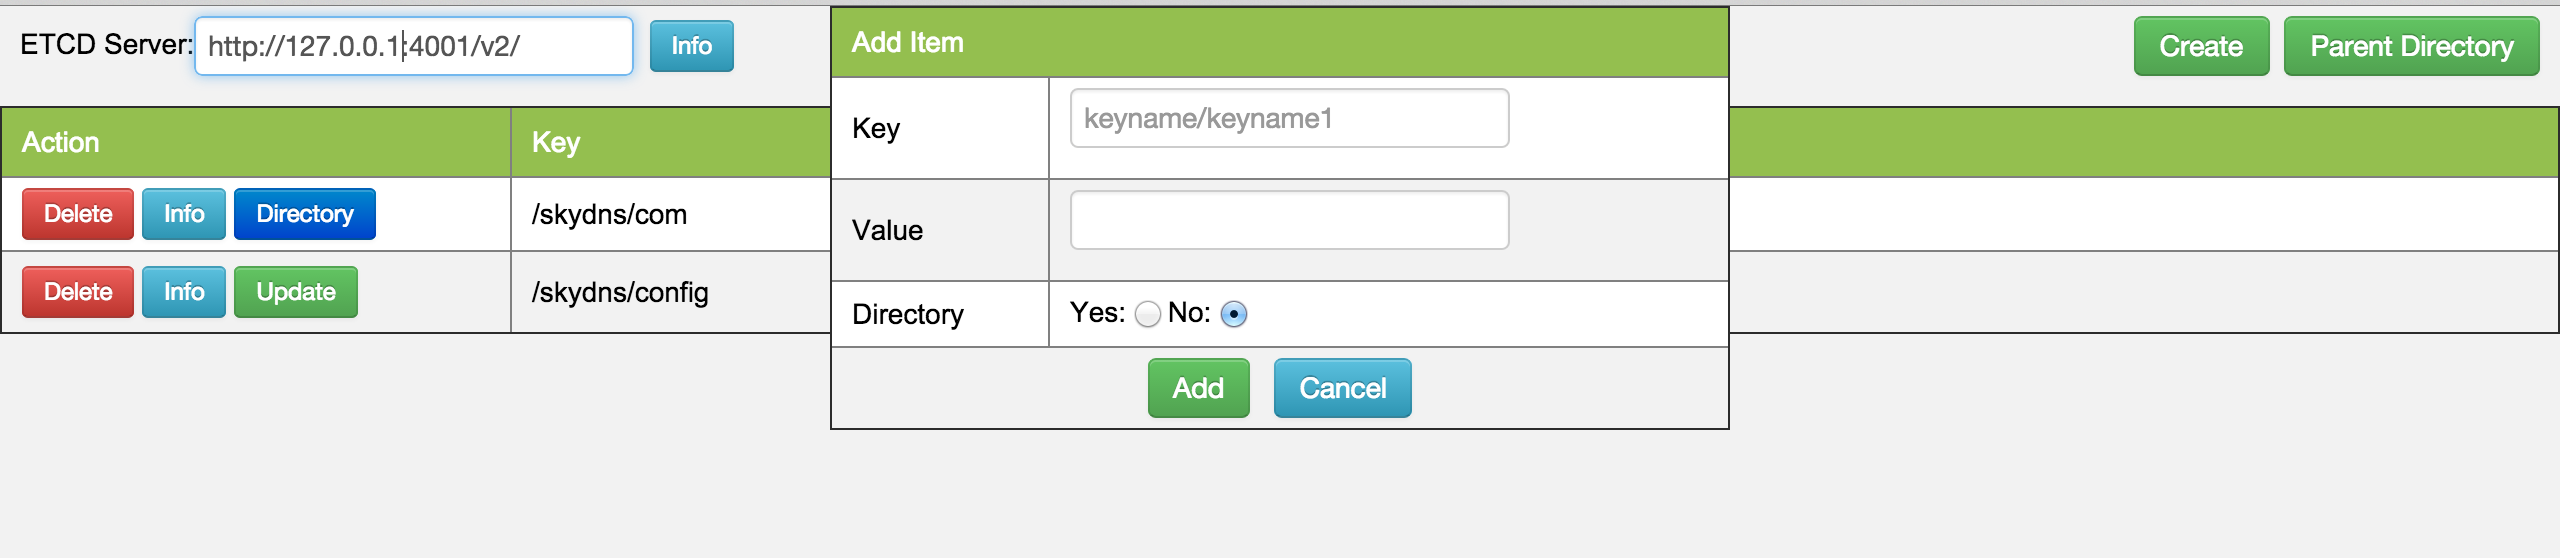 ETCD Server: http://127.0.0.1:4001/v2/ Info
Create Parent Directory
Action Key
Delete Info Directory /skydns/com
Delete Info Update /skydns/config
Add Item
Key keyname/keyname1
Value
Directory Yes: No:
Add Cancel